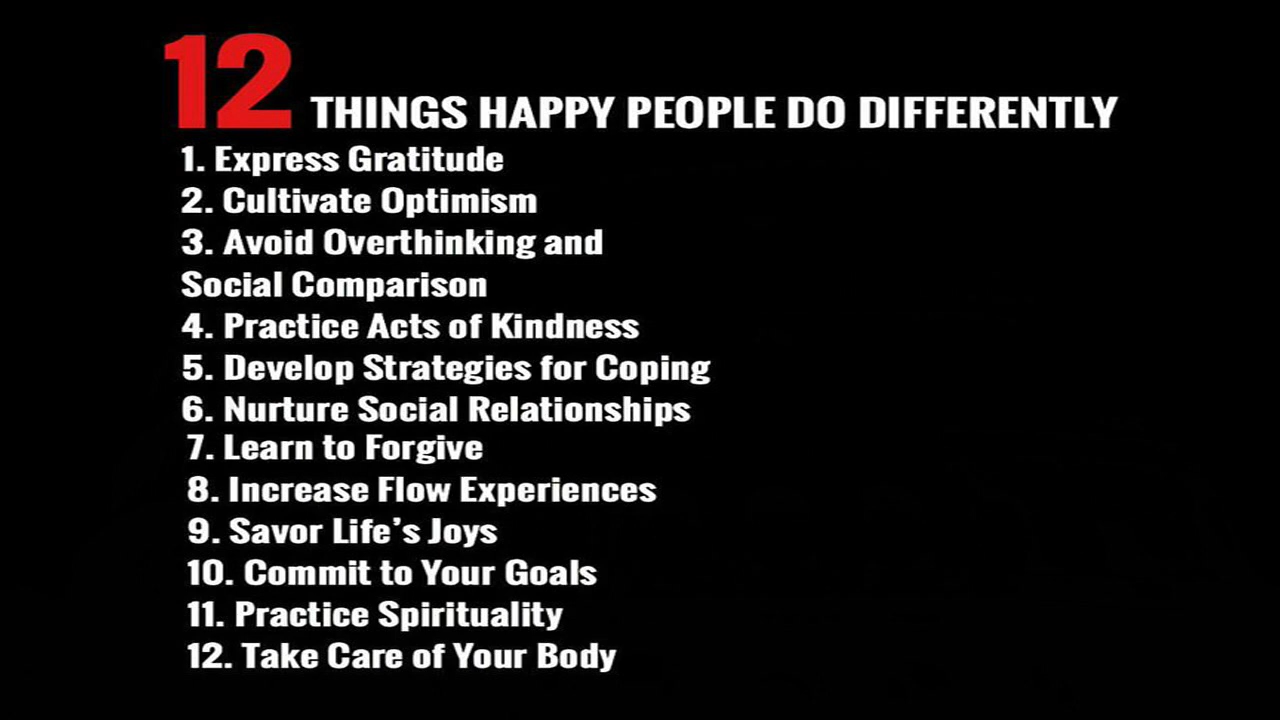 12 THINGS HAPPY PEOPLE DO DIFFERENTLY
1. Express Gratitude
2. Cultivate Optimism
3. Avoid Overthinking and
Social Comparison
4. Practice Acts of Kindness
5. Develop Strategies for Coping
6. Nurture Social Relationships
7. Learn to Forgive
8. Increase Flow Experiences
9. Savor Life’s Joys
10. Commit to Your Goals
11. Practice Spirituality
12. Take Care of Your Body